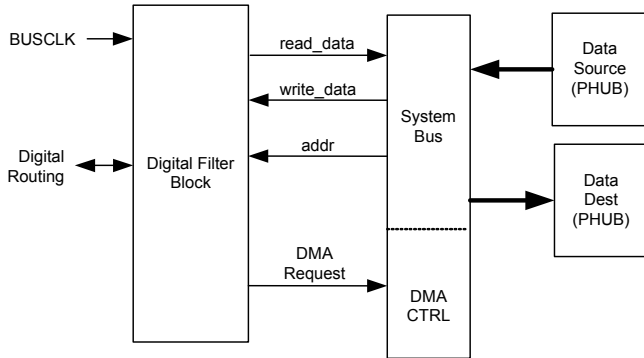 BUSCLK
Digital
Routing
Digital Filter
Block
read_data
write_data
addr
DMA
Request
System
Bus
DMA
CTRL
Data
Source
(PHUB)
Data
Dest
(PHUB)